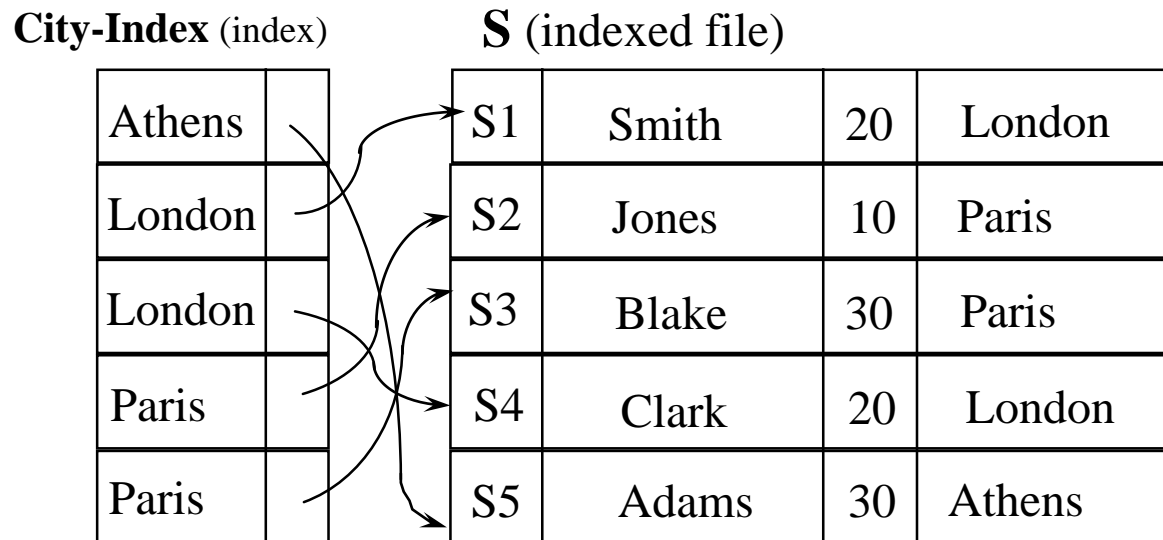 City-Index (index) S (indexed file)
Athens S1 Smith 20 London
London S2 Jones 10 Paris
London S3 Blake 30 Paris
Paris S4 Clark 20 London
Paris S5 Adams 30 Athens